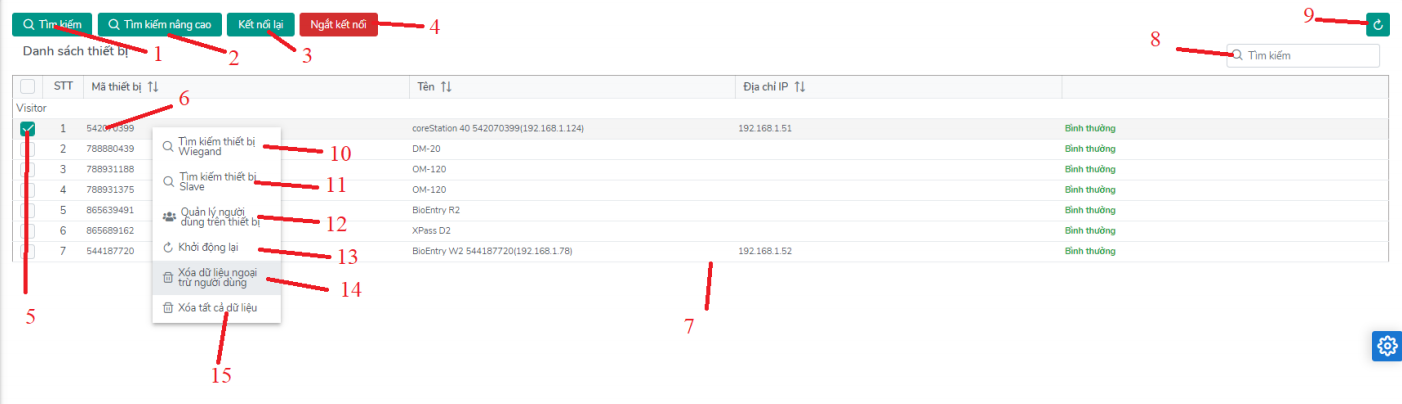 Tìm kiếm Tìm kiếm nâng cao Kết nối lại Ngắt kết nối 4 9
Danh sách thiết bị 1 2 3 8 Tìm kiếm
STT Mã thiết bị Tên Địa chỉ IP
Visitor 6
1 542070399 coreStation 40 542070399(192.168.1.124) 192.168.1.51 Bình thường
2 788880439 DM-20 Bình thường
3 788931188 OM-120 Bình thường
4 788931375 OM-120 Bình thường
5 865639491 BioEntry R2 Bình thường
6 865689162 XPass D2 Bình thường
7 544187720 BioEntry W2 544187720(192.168.1.78) 192.168.1.52 Bình thường
Tìm kiếm thiết bị
Wiegand 10
Tìm kiếm thiết bị
Slave 11
Quản lý người
dùng trên thiết bị 12
Khởi động lại 13
Xóa dữ liệu ngoại
trừ người dùng 14
Xóa tất cả dữ liệu
5 7
15